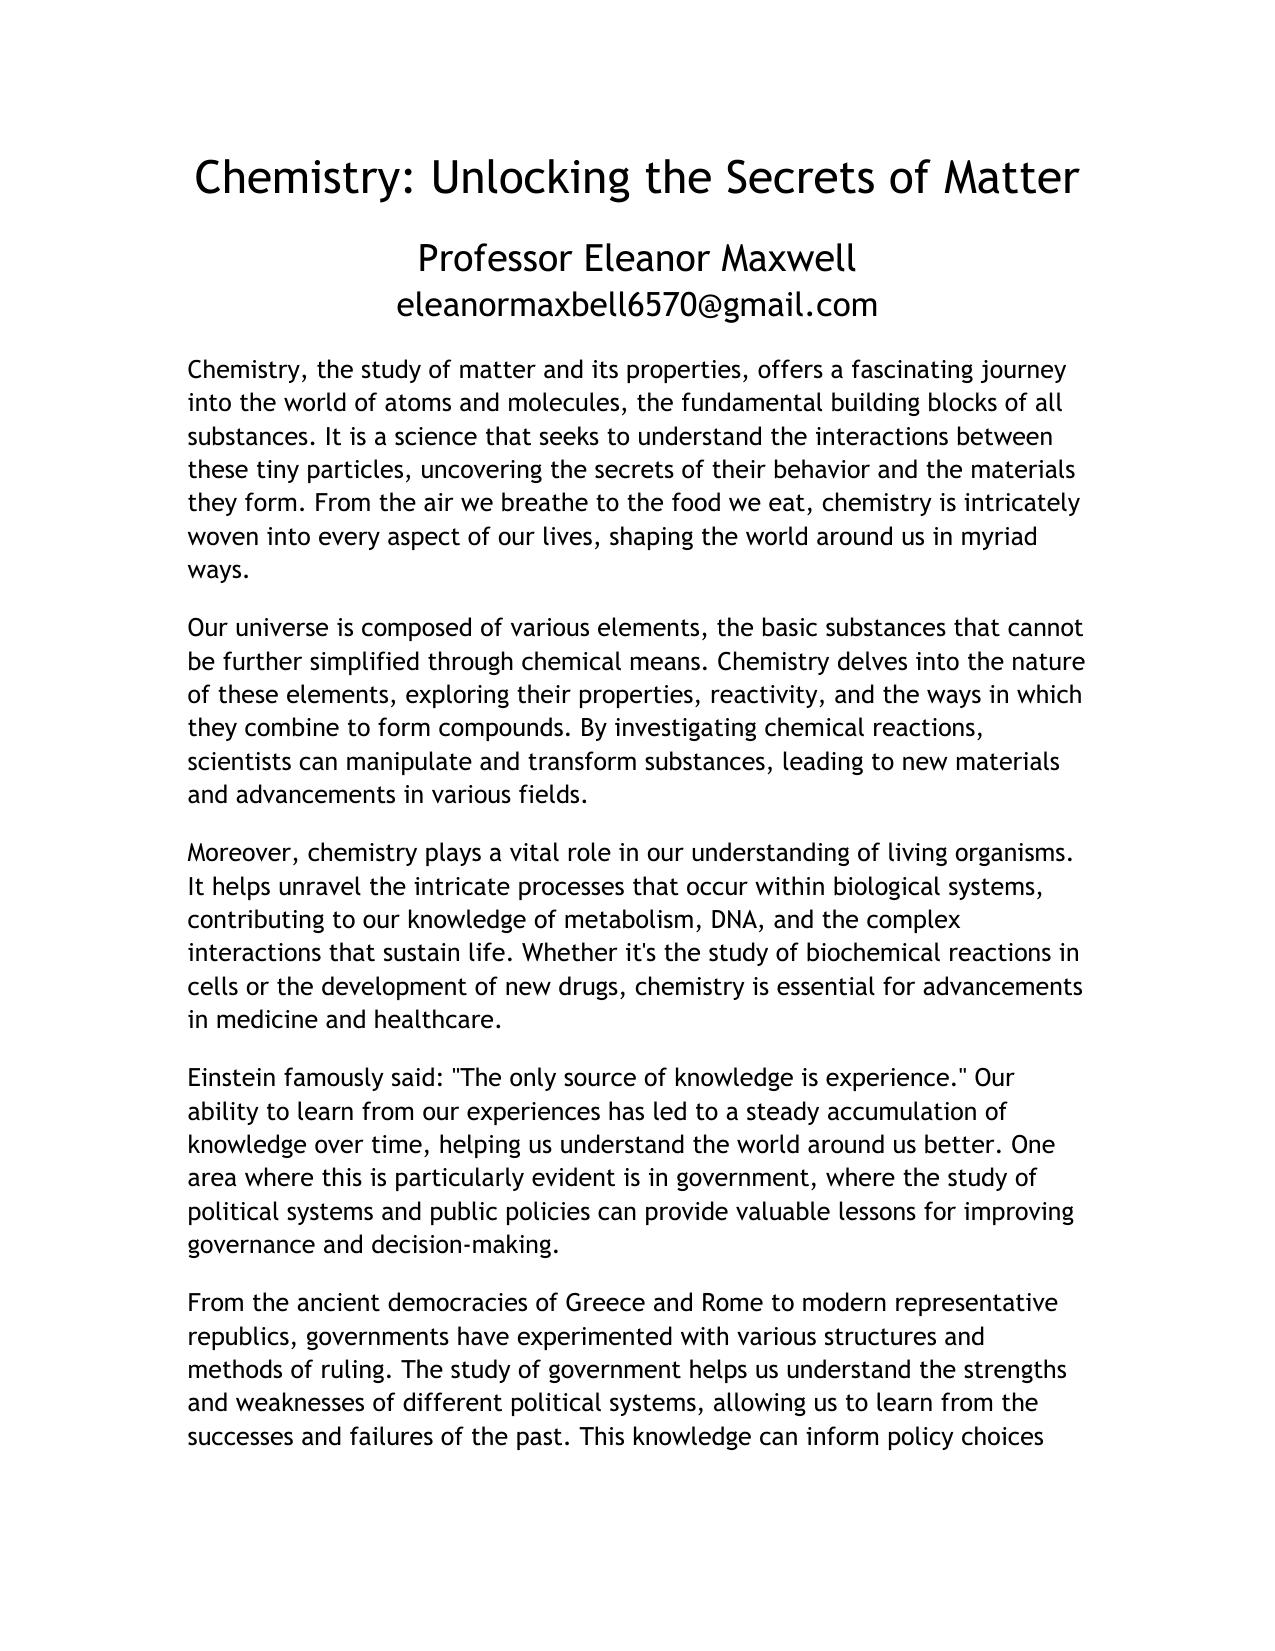 Chemistry: Unlocking the Secrets of Matter
Professor Eleanor Maxwell
eleanormaxbell6570@gmail.com
Chemistry, the study of matter and its properties, offers a fascinating journey
into the world of atoms and molecules, the fundamental building blocks of all
substances. It is a science that seeks to understand the interactions between
these tiny particles, uncovering the secrets of their behavior and the materials
they form. From the air we breathe to the food we eat, chemistry is intricately
woven into every aspect of our lives, shaping the world around us in myriad
ways.
Our universe is composed of various elements, the basic substances that cannot
be further simplified through chemical means. Chemistry delves into the nature
of these elements, exploring their properties, reactivity, and the ways in which
they combine to form compounds. By investigating chemical reactions,
scientists can manipulate and transform substances, leading to new materials
and advancements in various fields.
Moreover, chemistry plays a vital role in our understanding of living organisms.
It helps unravel the intricate processes that occur within biological systems,
contributing to our knowledge of metabolism, DNA, and the complex
interactions that sustain life. Whether it's the study of biochemical reactions in
cells or the development of new drugs, chemistry is essential for advancements
in medicine and healthcare.
Einstein famously said: "The only source of knowledge is experience." Our
ability to learn from our experiences has led to a steady accumulation of
knowledge over time, helping us understand the world around us better. One
area where this is particularly evident is in government, where the study of
political systems and public policies can provide valuable lessons for improving
governance and decision-making.
From the ancient democracies of Greece and Rome to modern representative
republics, governments have experimented with various structures and
methods of ruling. The study of government helps us understand the strengths
and weaknesses of different political systems, allowing us to learn from the
successes and failures of the past. This knowledge can inform policy choices